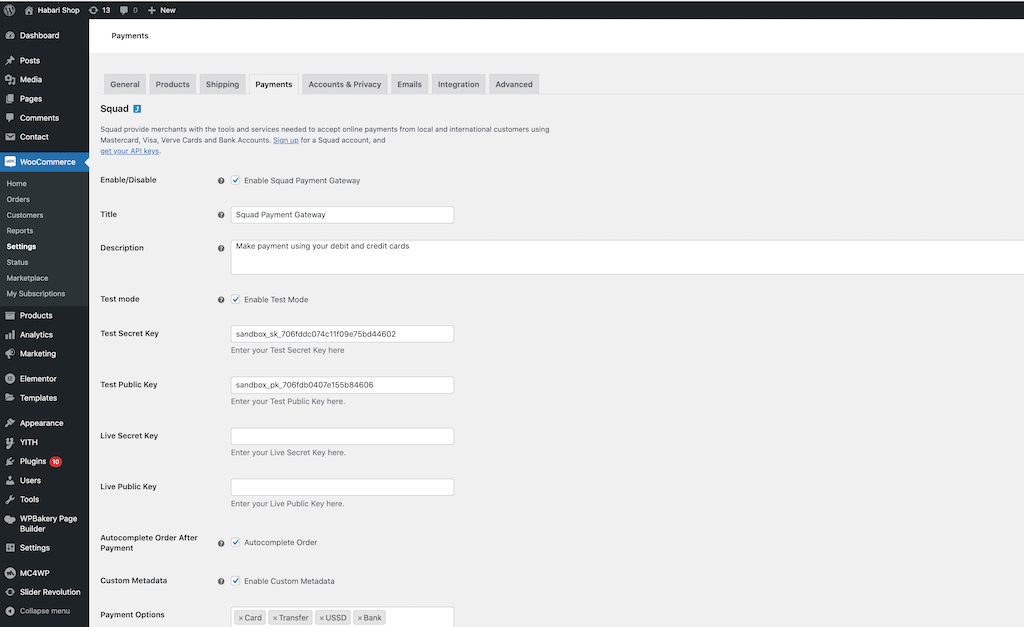 Habari Shop 13 0 New
Dashboard
Posts
Media
Pages
Comments
Contact
WooCommerce
Home
Orders
Customers
Reports
Settings
Status
Marketplace
My Subscriptions
Products
Analytics
Marketing
Elementor
Templates
Appearance
YITH
Plugins 10
Users
Tools
WPBakery Page
Builder
Settings
MC4WP
Slider Revolution
Collapse menu
Payments
General Products Shipping Payments Accounts & Privacy Emails Integration Advanced
Squad
Squad provide merchants with the tools and services needed to accept online payments from local and international customers using
Mastercard, Visa, Verve Cards and Bank Accounts. Sign up for a Squad account, and
get your API keys.
Enable/Disable Enable Squad Payment Gateway
Title Squad Payment Gateway
Description Make payment using your debit and credit cards
Test mode Enable Test Mode
Test Secret Key sandbox_sk_706fddc074c11f09e75bd44602
Enter your Test Secret Key here
Test Public Key sandbox_pk_706fdb0407e155b84606
Enter your Test Public Key here.
Live Secret Key
Enter your Live Secret Key here.
Live Public Key
Enter your Live Public Key here.
Autocomplete Order After
Payment
Autocomplete Order
Custom Metadata Enable Custom Metadata
Payment Options ×Card ×Transfer ×USSD ×Bank